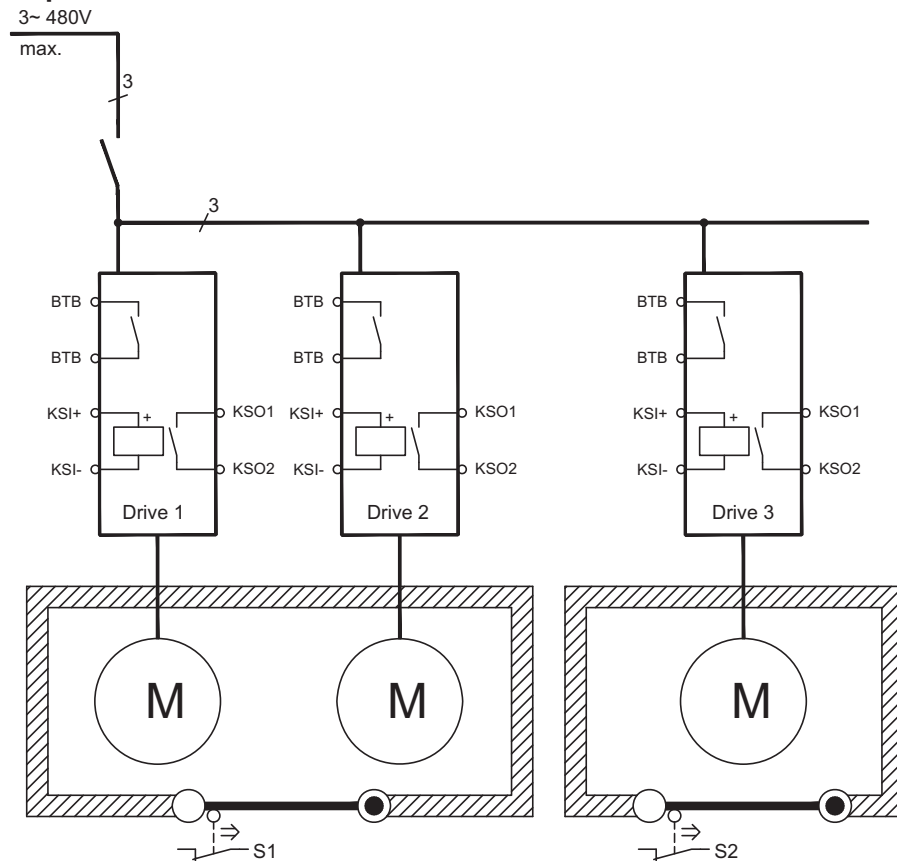 3~ 480V
max.
3
3
BTB
BTB
KSI+
KSI-
+
KSO1
KSO2
Drive 1
BTB
BTB
KSI+
KSI-
+
KSO1
KSO2
Drive 2
BTB
BTB
KSI+
KSI-
+
KSO1
KSO2
Drive 3
M
M
M
S1
S2